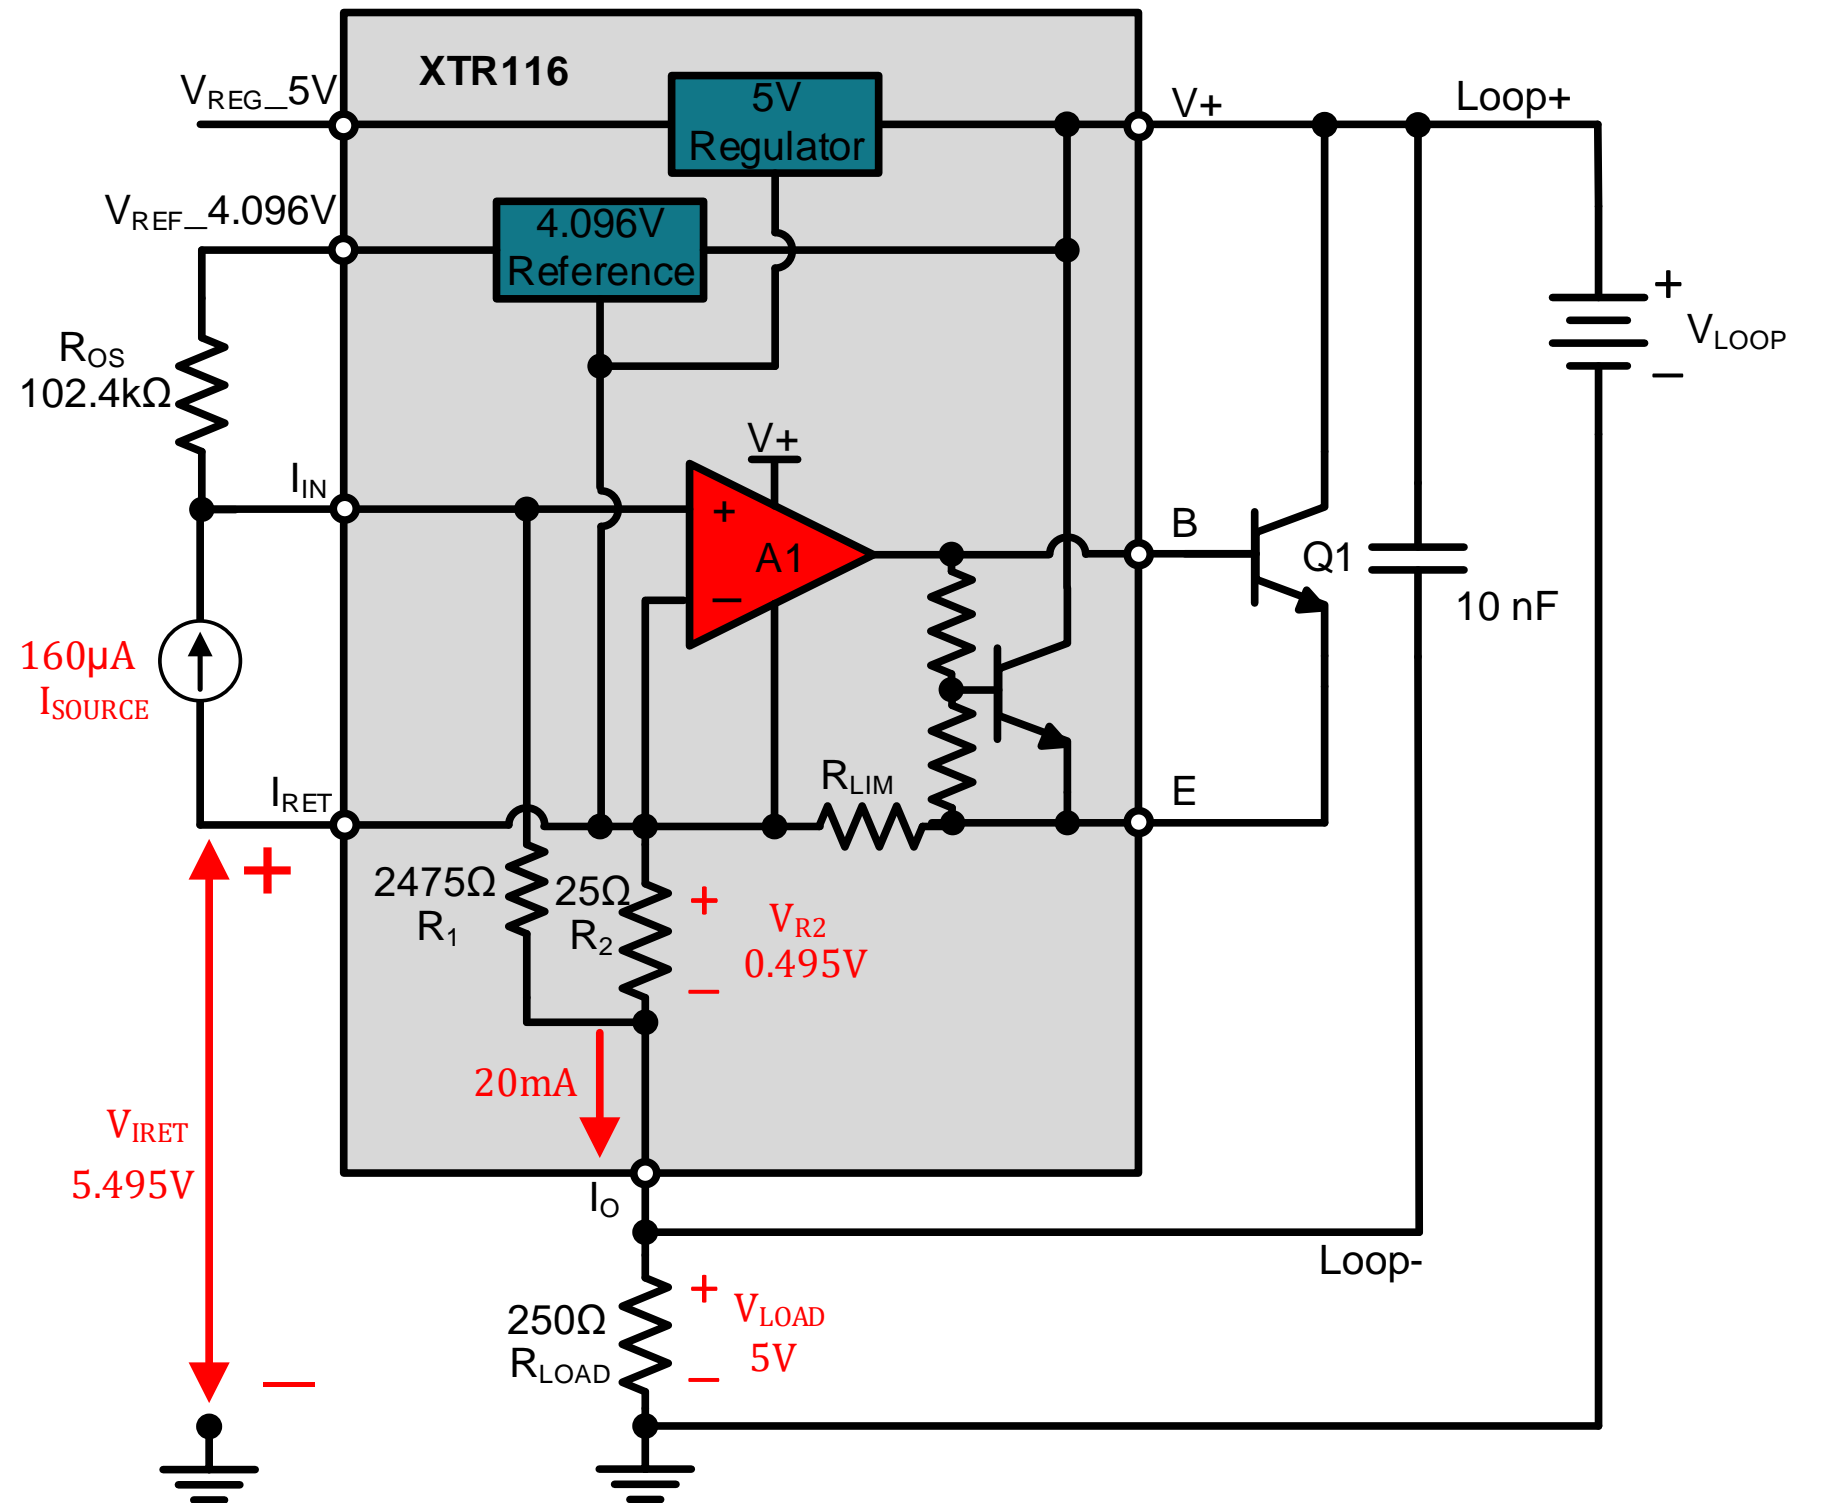 XTR116
VREG_5V
5V
Regulator
V+
Loop+
VREF_4.096V
4.096V
Reference
+
VLOOP
–
ROS
102.4kΩ
V+
IIN
+
A1
–
B
Q1
10 nF
160µA
ISOURCE
IRET
RLIM
E
+
2475Ω
R1
25Ω
R2
+
VR2
0.495V
–
20mA
VIRET
5.495V
IO
Loop-
+
VLOAD
5V
–
250Ω
RLOAD
–